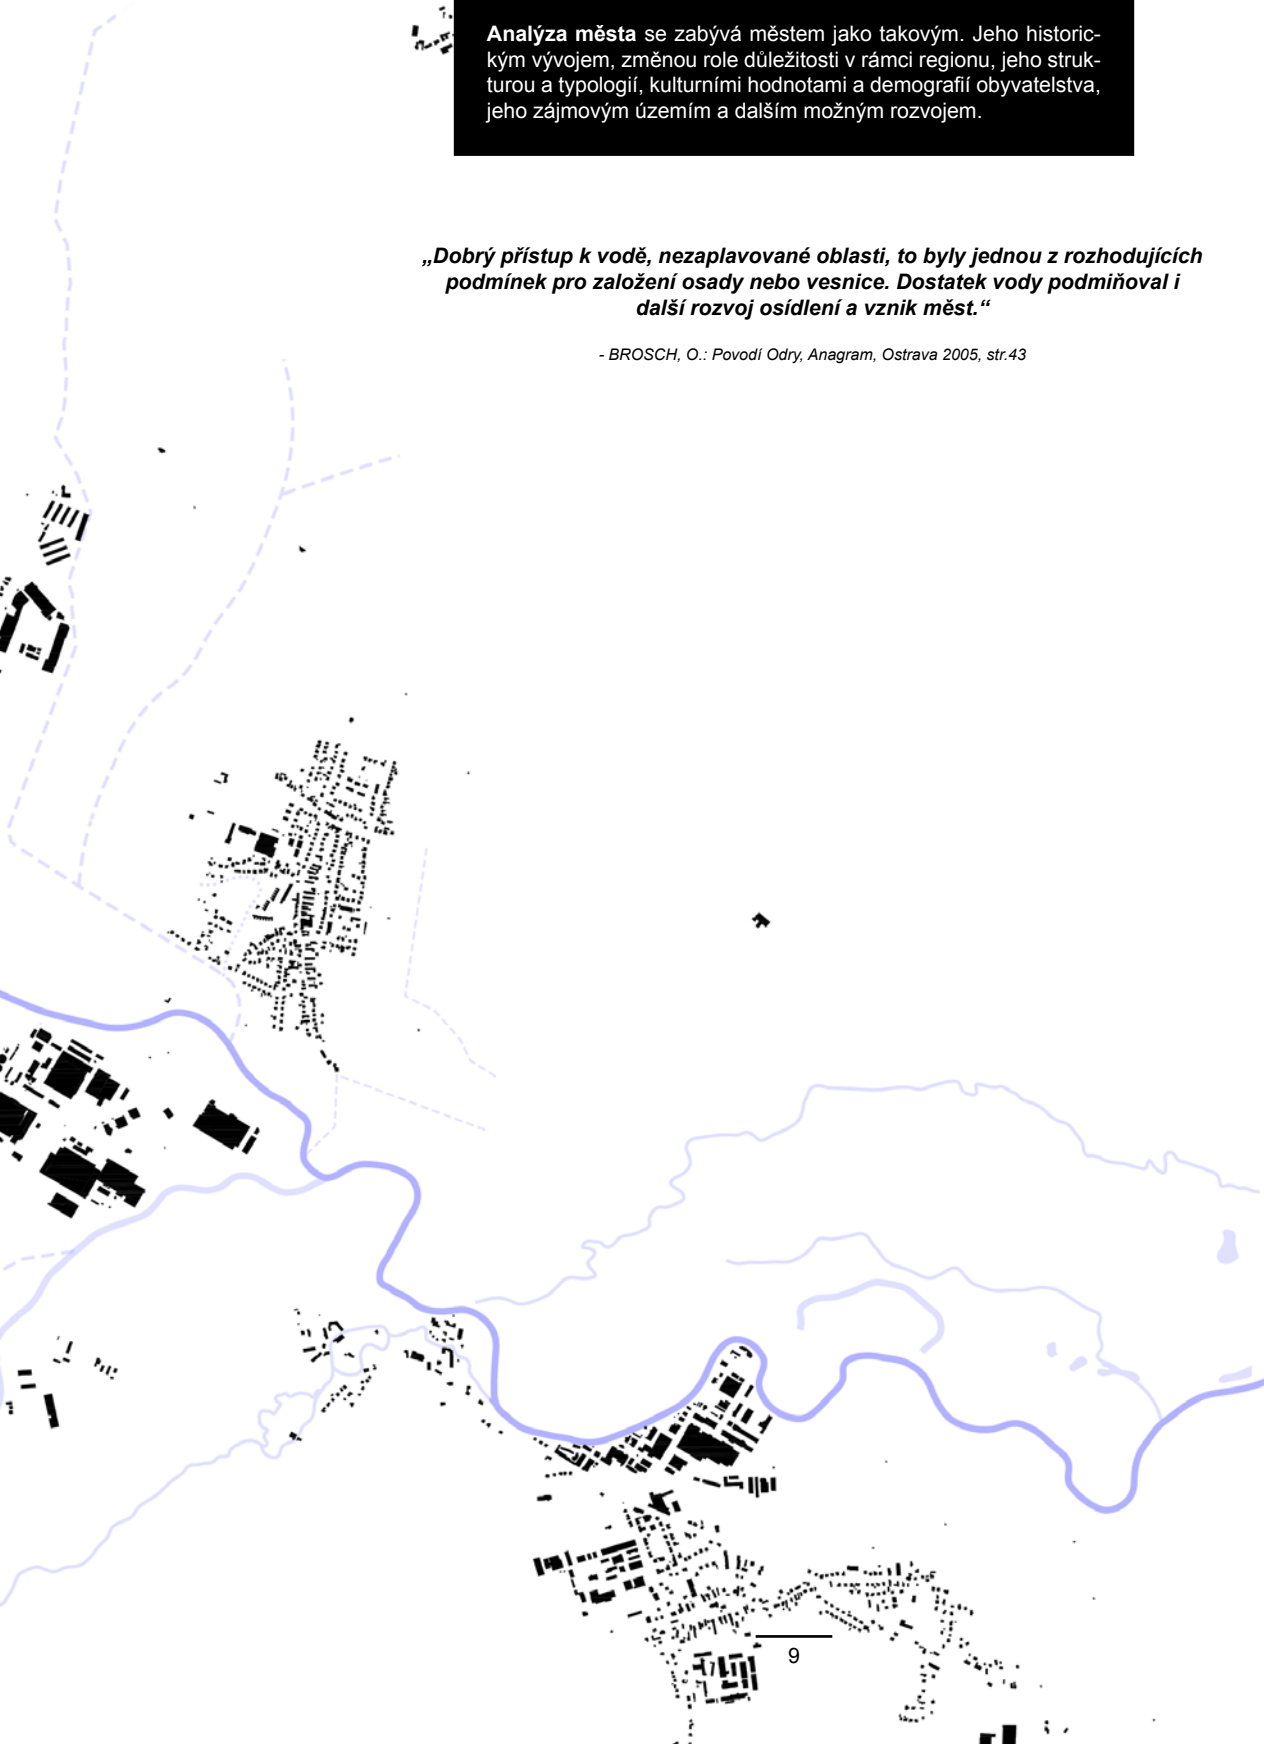 Analýza města se zabývá městem jako takovým. Jeho historic-
kým vývojem, změnou role důležitosti v rámci regionu, jeho struk-
turou a typologií, kulturními hodnotami a demografií obyvatelstva,
jeho zájmovým územím a dalším možným rozvojem.
„Dobrý přístup k vodě, nezaplavované oblasti, to byly jednou z rozhodujících
podmínek pro založení osady nebo vesnice. Dostatek vody podmiňoval i
další rozvoj osídlení a vznik měst.“
- BROSCH, O.: Povodí Odry, Anagram, Ostrava 2005, str.43
9